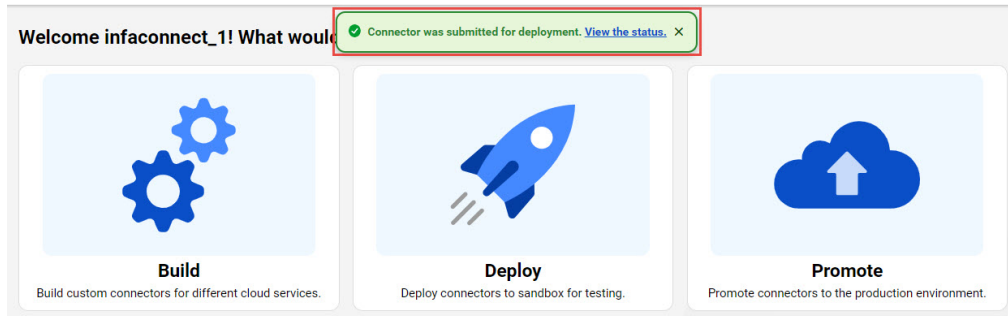 Welcome infaconnect_1! What would
Connector was submitted for deployment. View the status.
Build
Build custom connectors for different cloud services.
Deploy
Deploy connectors to sandbox for testing.
Promote
Promote connectors to the production environment.